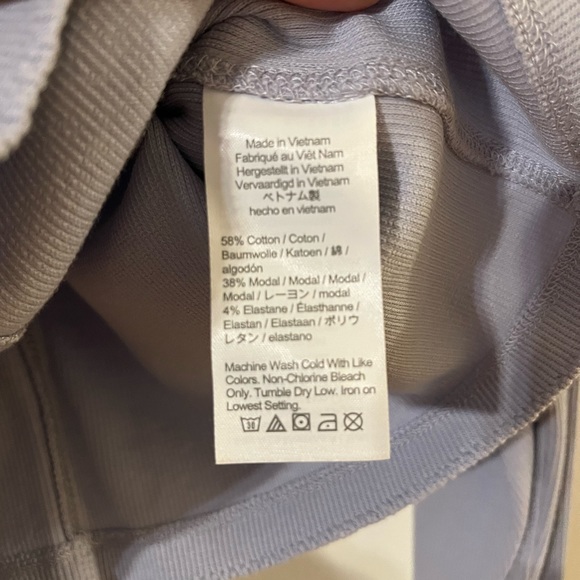 Made in Vietnam
Fabriqué au Viêt Nam
Hergestellt in Vietnam
Vervaardigd in Vietnam
ベトナム製
hecho en vietnam
58% Cotton / Coton /
Baumwolle / Katoen / 綿 /
algodón
38% Modal / Modal / Modal /
Modal / レーヨン / modal
4% Elastane / Élasthanne /
Elastan / Elastaan / ポリウ
レタン / elastano
Machine Wash Cold With Like
Colors. Non-Chlorine Bleach
Only. Tumble Dry Low. Iron on
Lowest Setting.
30